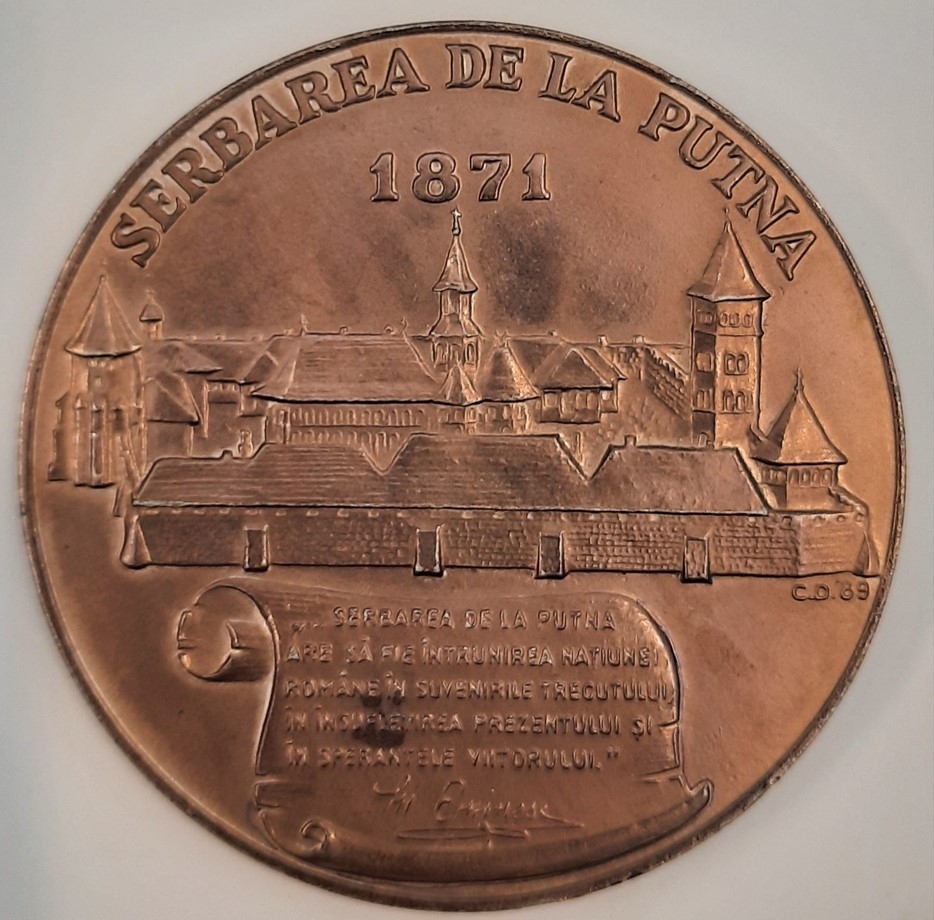 SERBAREA DE LA PUTNA
1871
C.D.'89
„... SERBAREA DE LA PUTNA
ARE SĂ FIE ÎNTRUNIREA NAȚIUNEI
ROMÂNE ÎN SUVENIRILE TRECUTULUI
ÎN ÎNSUFLEȚIREA PREZENTULUI ȘI
ÎN SPERANȚELE VIITORULUI."
M. Eminescu